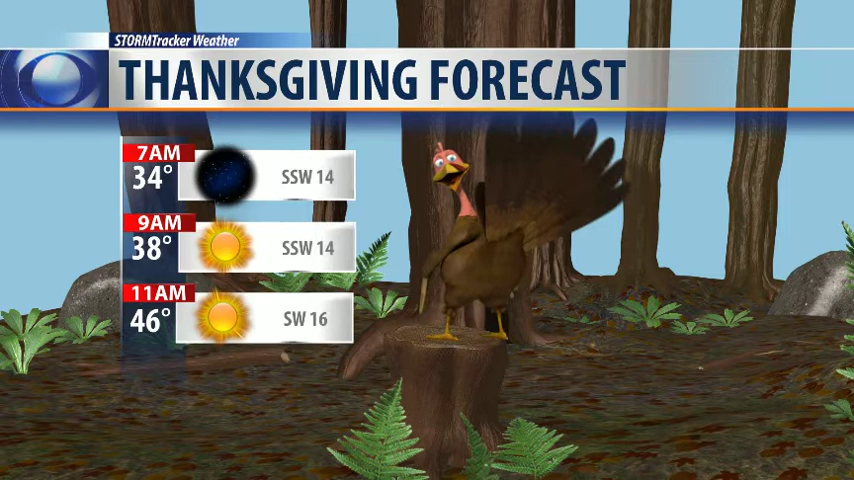 STORMTracker Weather
THANKSGIVING FORECAST
7AM
34°
SSW 14
9AM
38°
SSW 14
11AM
46°
SW 16